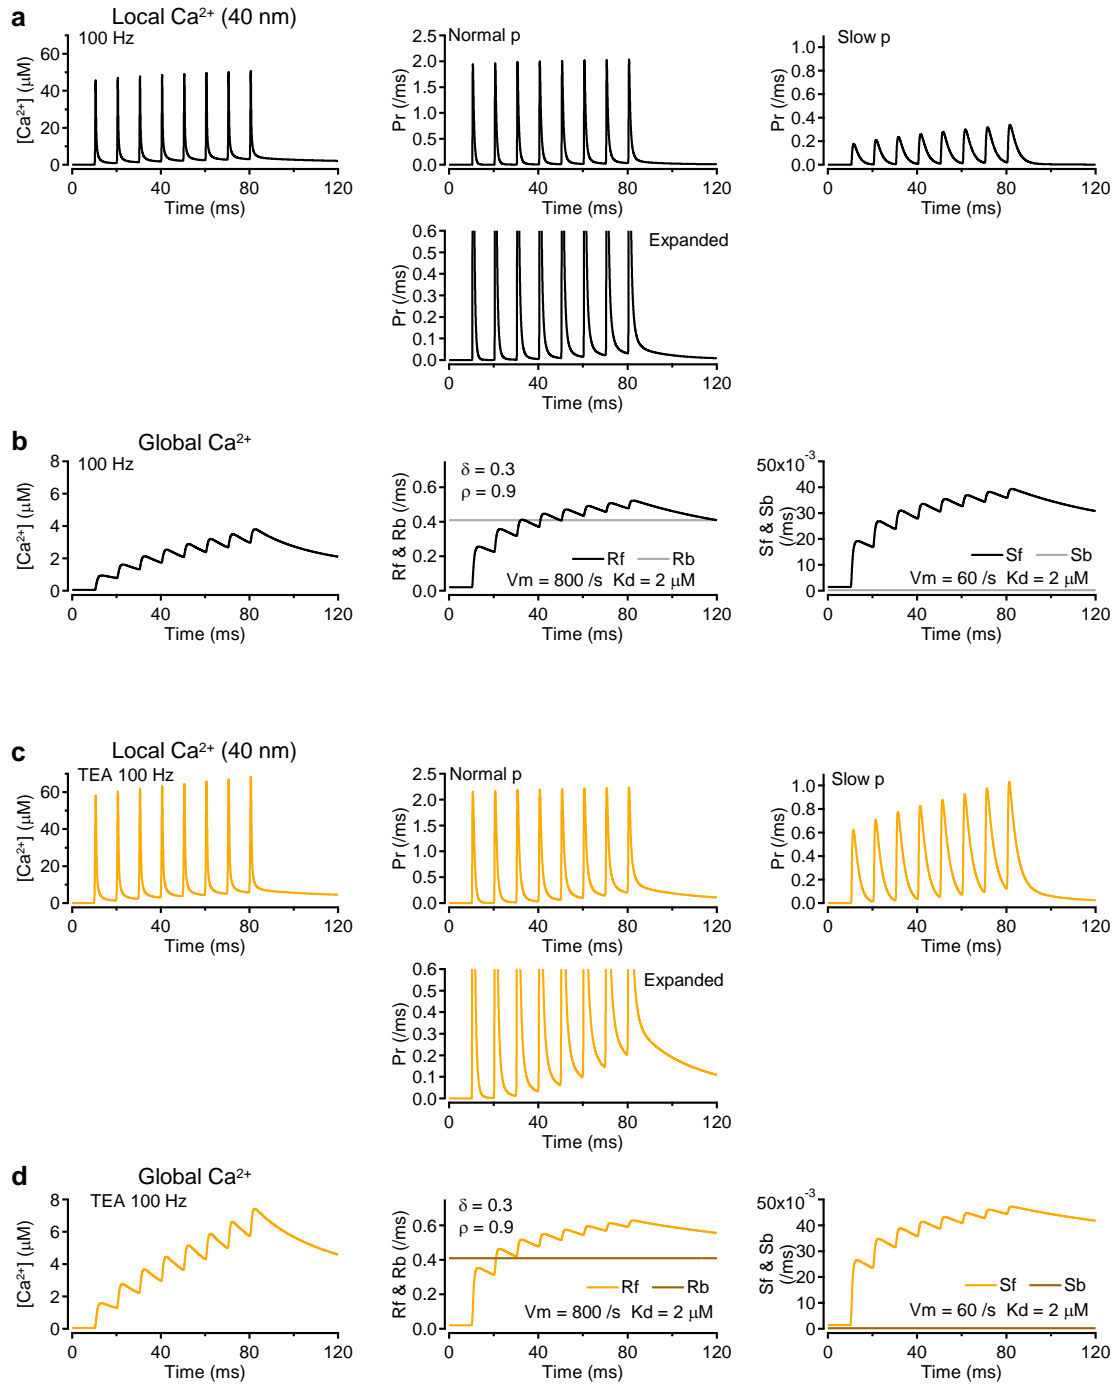 a
Local Ca²⁺ (40 nm)
100 Hz
60
40
20
0
[Ca²⁺] (μM)
0 40 80 120
Time (ms)
Normal p
2.5
2.0
1.5
1.0
0.5
0.0
Pr (/ms)
0 40 80 120
Time (ms)
Slow p
1.0
0.8
0.6
0.4
0.2
0.0
Pr (/ms)
0 40 80 120
Time (ms)
Expanded
0.6
0.5
0.4
0.3
0.2
0.1
0.0
Pr (/ms)
0 40 80 120
Time (ms)
b
Global Ca²⁺
100 Hz
8
6
4
2
0
[Ca²⁺] (μM)
0 40 80 120
Time (ms)
δ = 0.3
ρ = 0.9
0.6
0.4
0.2
0.0
Rf & Rb (/ms)
Rf Rb
Vm = 800 /s Kd = 2 μM
0 40 80 120
Time (ms)
50x10⁻³
40
30
20
10
0
Sf & Sb
(/ms)
Sf Sb
Vm = 60 /s Kd = 2 μM
0 40 80 120
Time (ms)
c
Local Ca²⁺ (40 nm)
TEA 100 Hz
60
40
20
0
[Ca²⁺] (μM)
0 40 80 120
Time (ms)
Normal p
2.5
2.0
1.5
1.0
0.5
0.0
Pr (/ms)
0 40 80 120
Time (ms)
Slow p
1.0
0.8
0.6
0.4
0.2
0.0
Pr (/ms)
0 40 80 120
Time (ms)
Expanded
0.6
0.5
0.4
0.3
0.2
0.1
0.0
Pr (/ms)
0 40 80 120
Time (ms)
d
Global Ca²⁺
TEA 100 Hz
8
6
4
2
0
[Ca²⁺] (μM)
0 40 80 120
Time (ms)
δ = 0.3
ρ = 0.9
0.6
0.4
0.2
0.0
Rf & Rb (/ms)
Rf Rb
Vm = 800 /s Kd = 2 μM
0 40 80 120
Time (ms)
50x10⁻³
40
30
20
10
0
Sf & Sb
(/ms)
Sf Sb
Vm = 60 /s Kd = 2 μM
0 40 80 120
Time (ms)